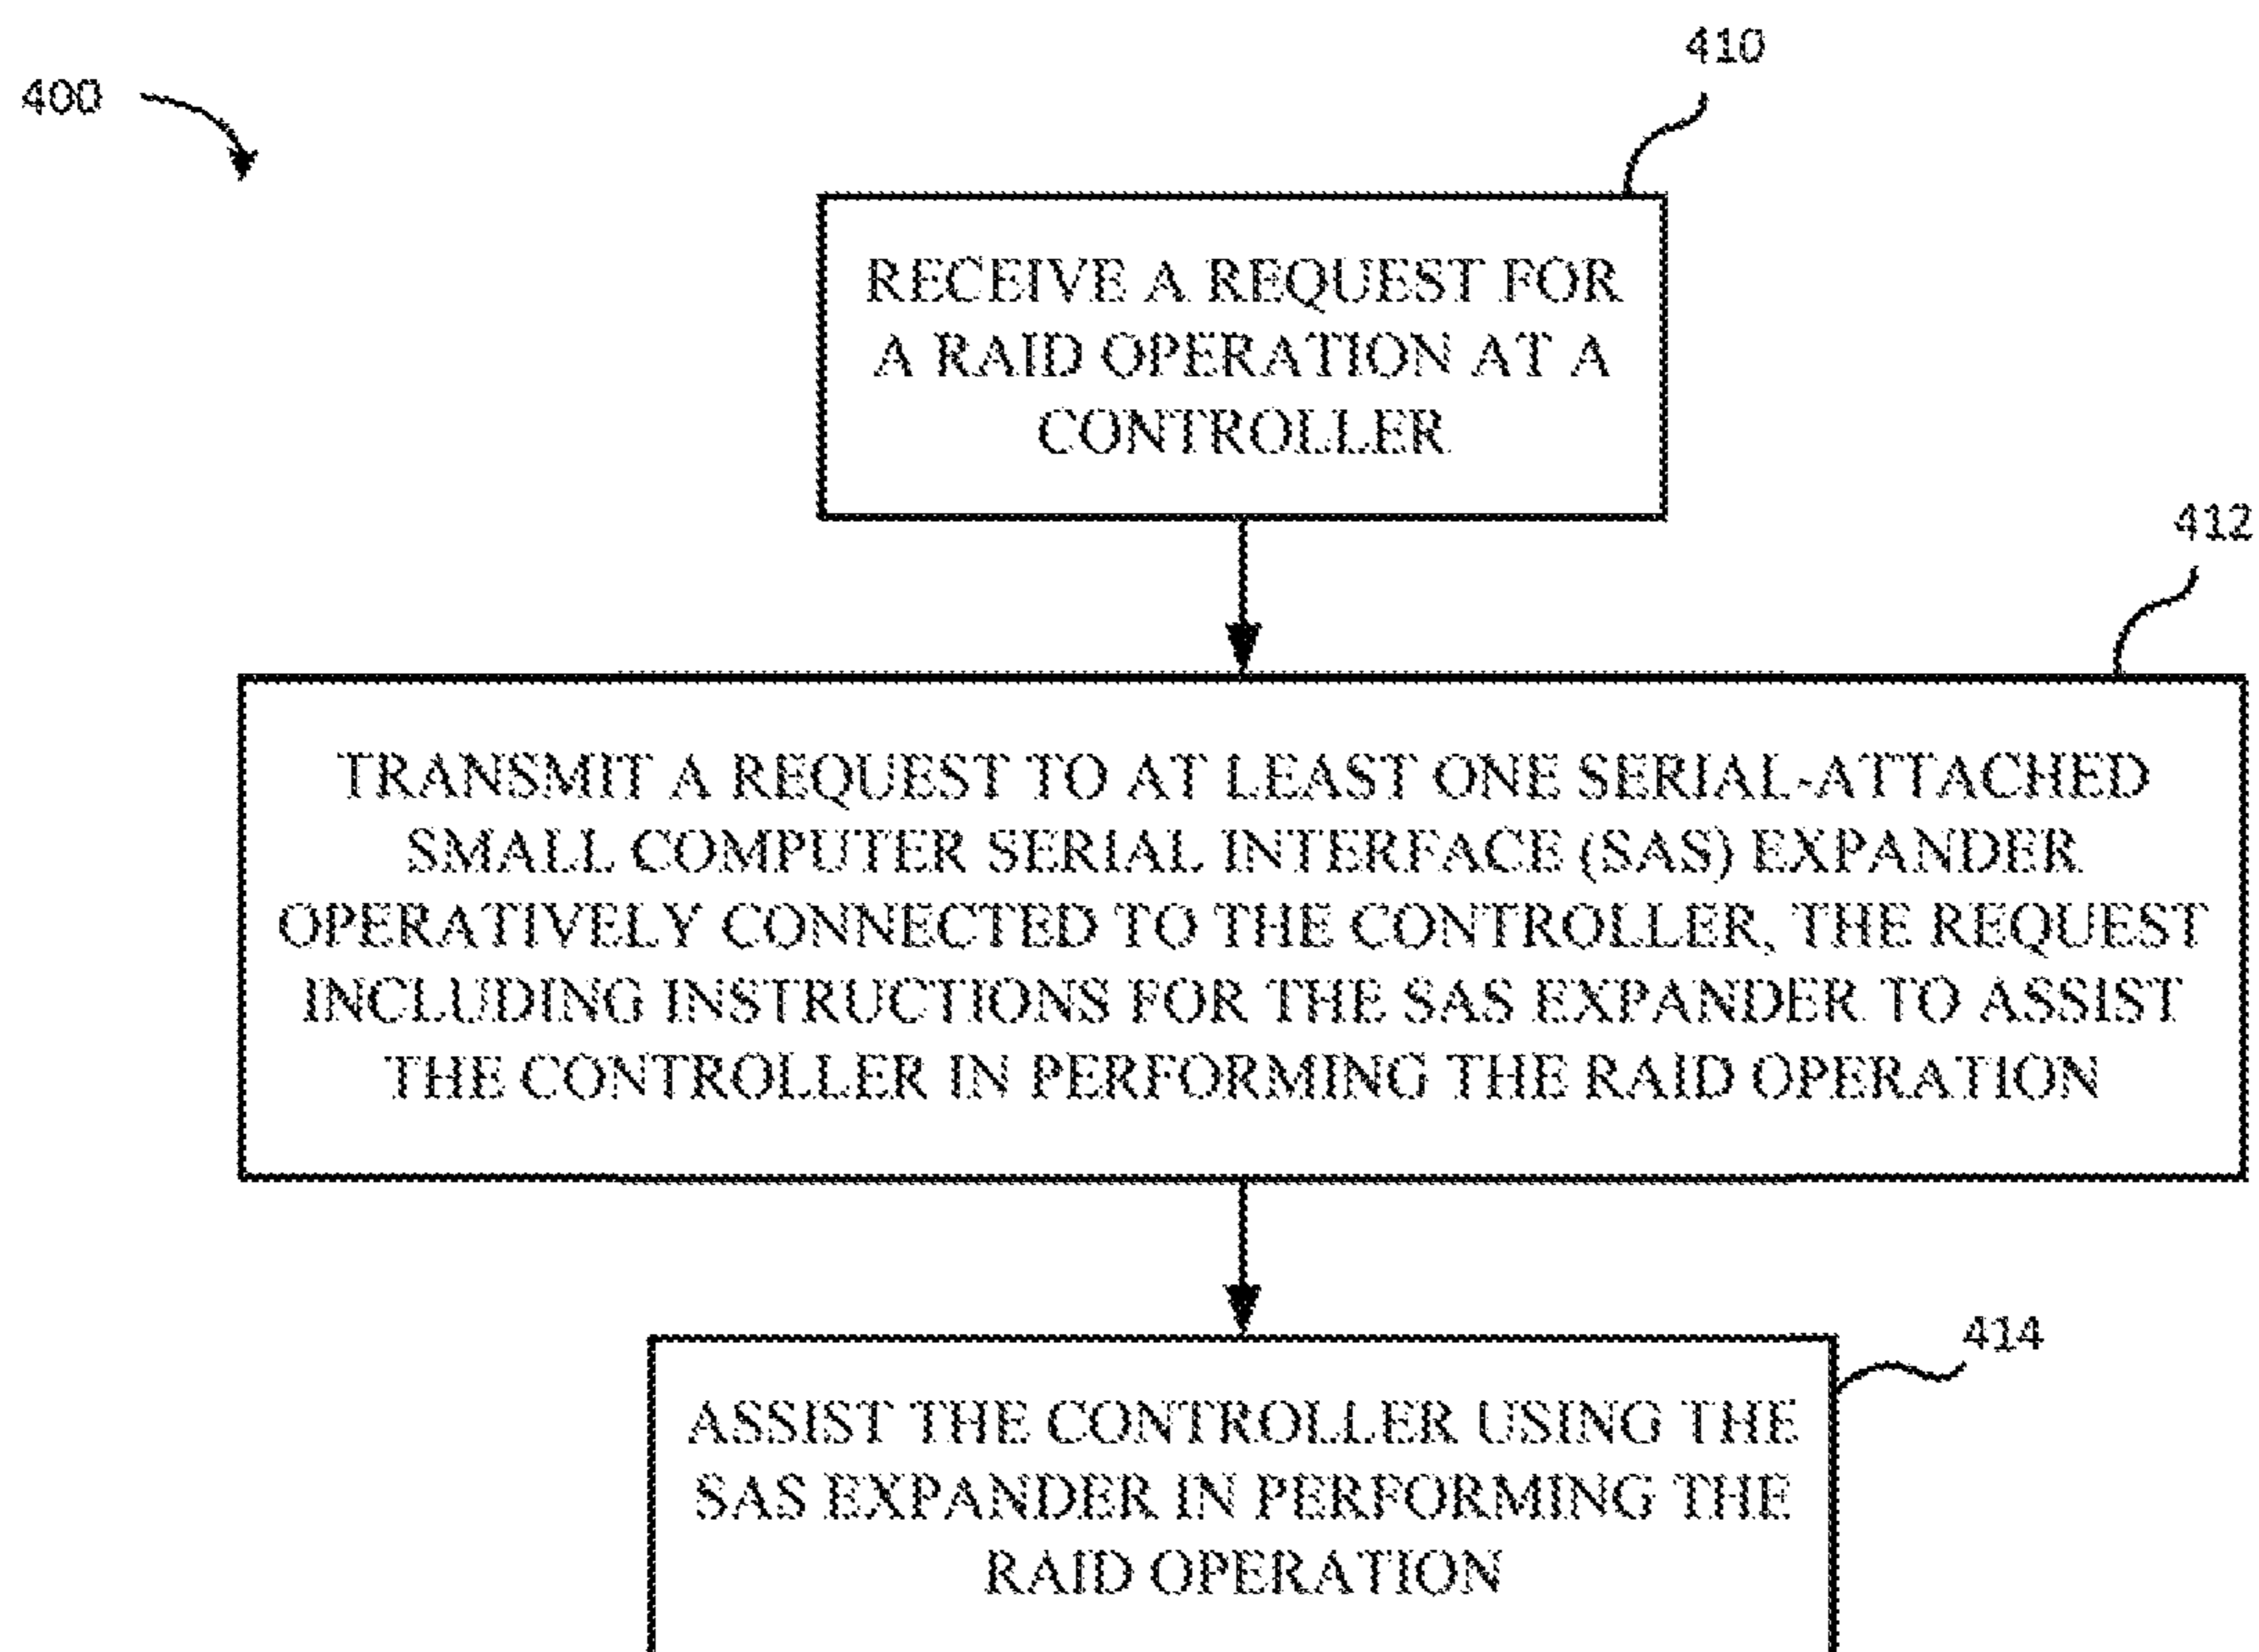 410
400
RECEIVE A REQUEST FOR
A RAID OPERATION AT A
CONTROLLER
412
TRANSMIT A REQUEST TO AT LEAST ONE SERIAL-ATTACHED
SMALL COMPUTER SERIAL INTERFACE (SAS) EXPANDER
OPERATIVELY CONNECTED TO THE CONTROLLER, THE REQUEST
INCLUDING INSTRUCTIONS FOR THE SAS EXPANDER TO ASSIST
THE CONTROLLER IN PERFORMING THE RAID OPERATION
414
ASSIST THE CONTROLLER USING THE
SAS EXPANDER IN PERFORMING THE
RAID OPERATION